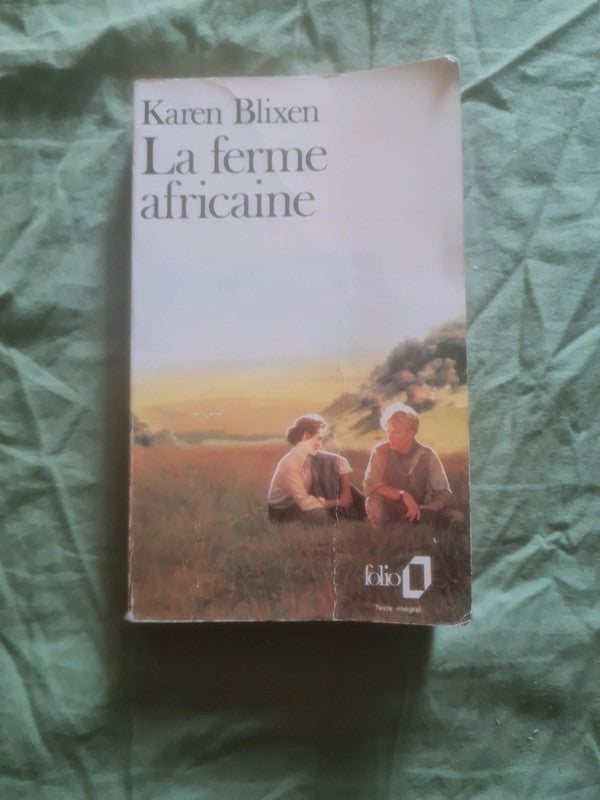 Karen Blixen
La ferme
africaine
folio
Texte intégral